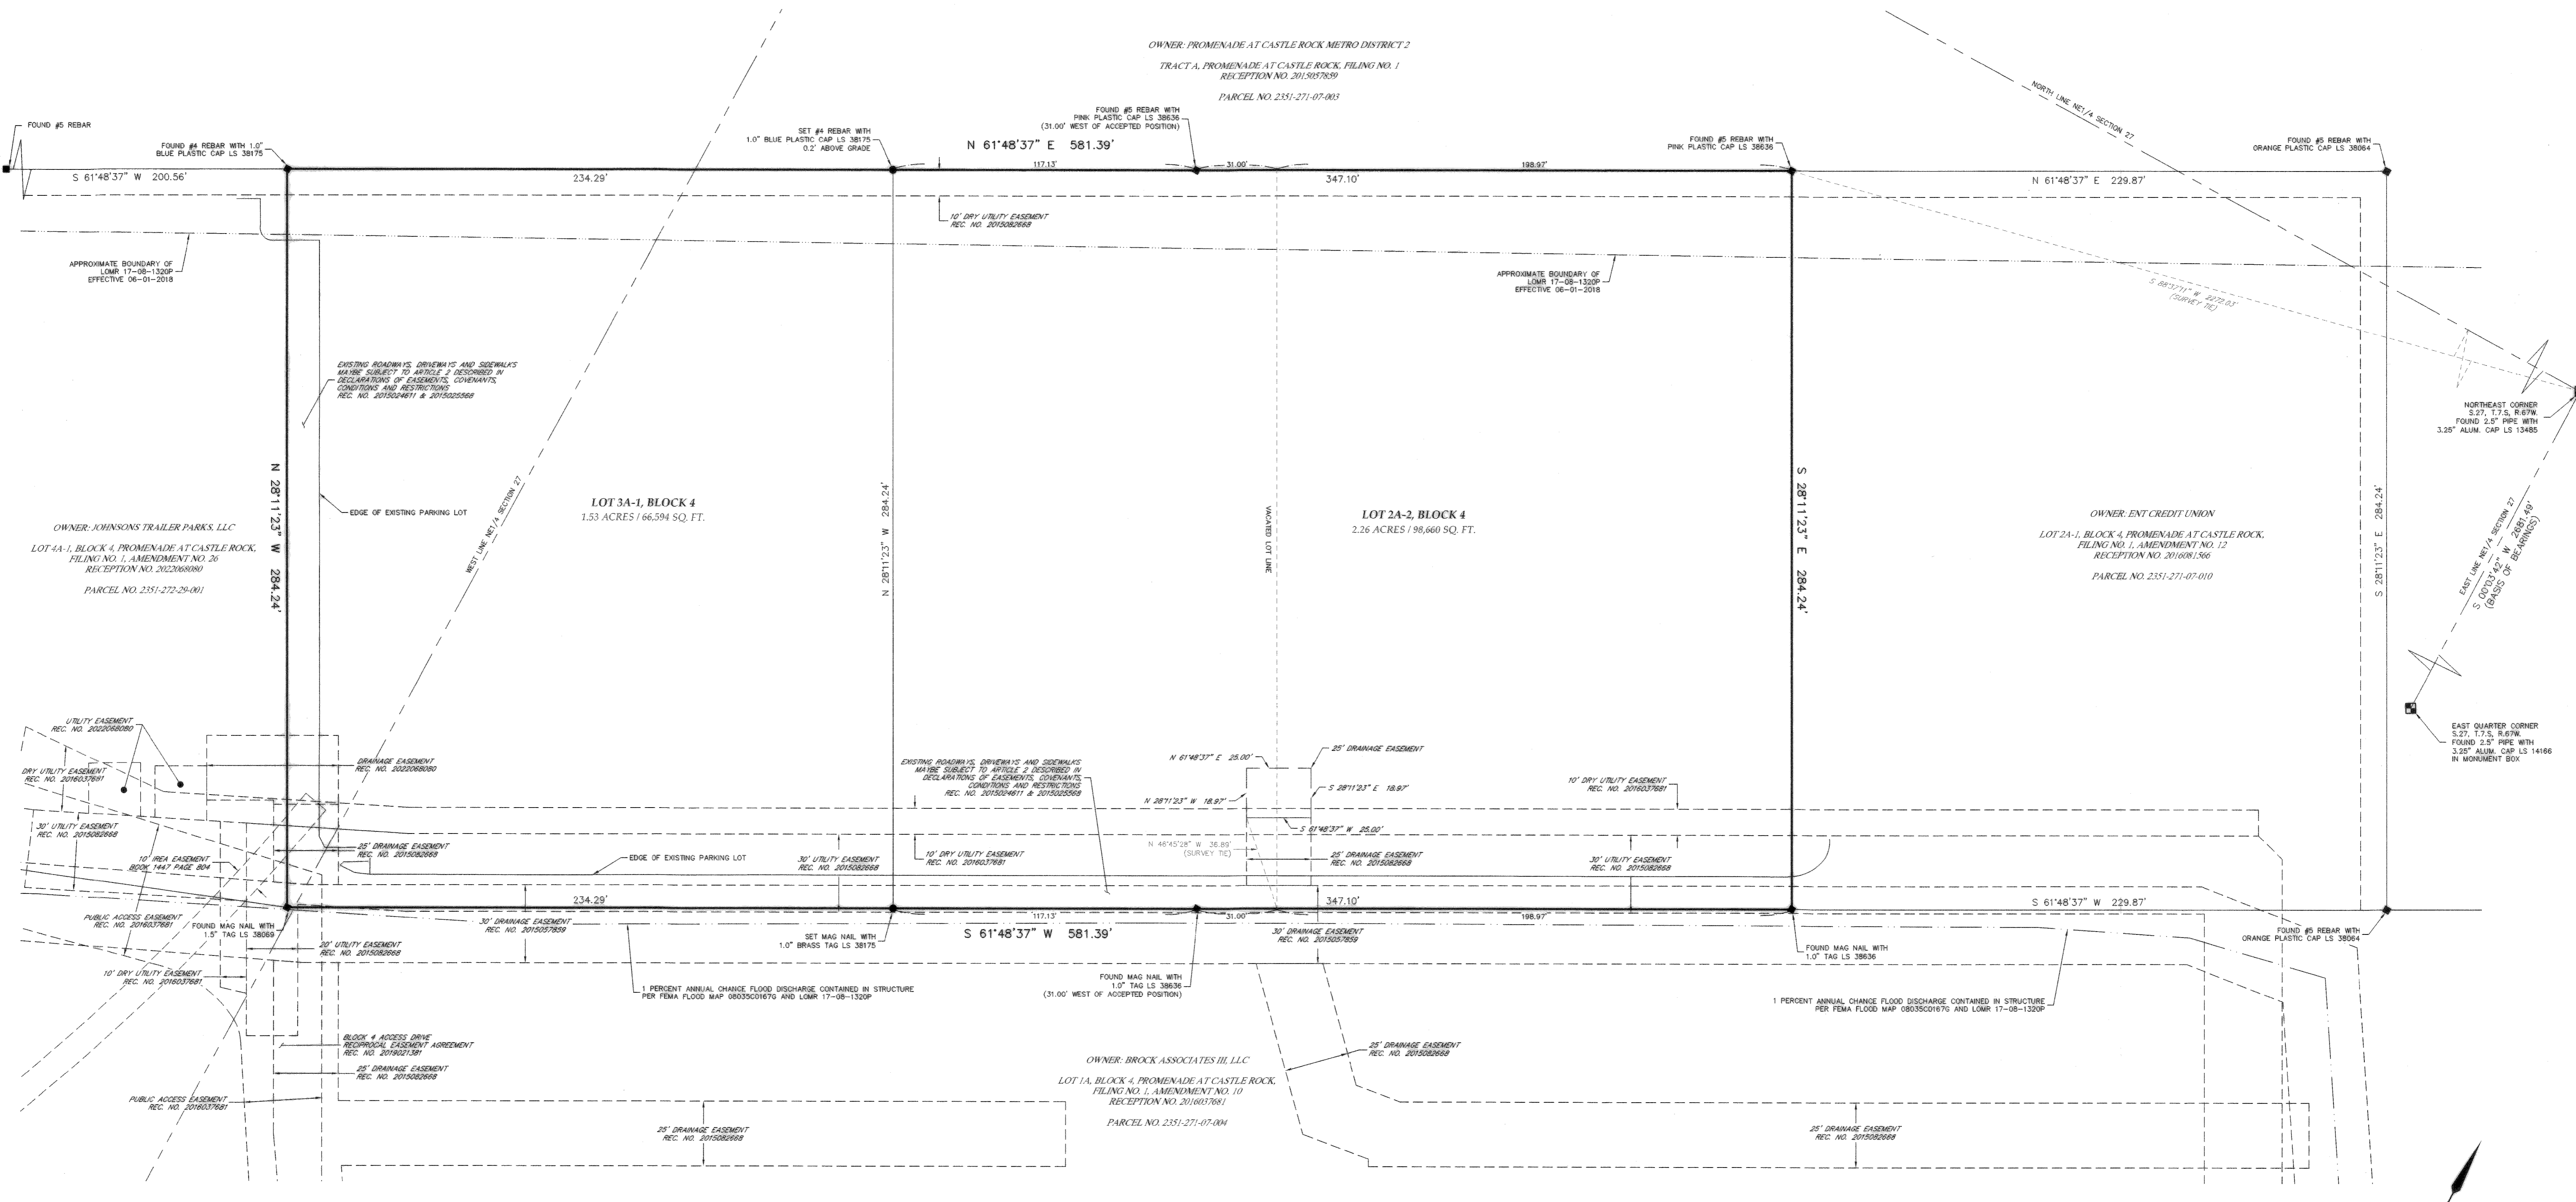 OWNER: PROMENADE AT CASTLE ROCK METRO DISTRICT 2
TRACT A, PROMENADE AT CASTLE ROCK, FILING NO. 1
RECEPTION NO. 2015057859
PARCEL NO. 2351-271-07-003
NORTH LINE NE1/4 SECTION 27
FOUND #5 REBAR
FOUND #4 REBAR WITH 1.0"
BLUE PLASTIC CAP LS 38175
SET #4 REBAR WITH
1.0" BLUE PLASTIC CAP LS 38175
0.2' ABOVE GRADE
FOUND #5 REBAR WITH
PINK PLASTIC CAP LS 38636
(31.00' WEST OF ACCEPTED POSITION)
N 61°48'37" E 581.39'
FOUND #5 REBAR WITH
PINK PLASTIC CAP LS 38636
FOUND #5 REBAR WITH
ORANGE PLASTIC CAP LS 38064
S 61°48'37" W 200.56'
234.29'
117.13'
31.00'
347.10'
198.97'
N 61°48'37" E 229.87'
10' DRY UTILITY EASEMENT
REC. NO. 2015082668
APPROXIMATE BOUNDARY OF
LOMR 17-08-1320P
EFFECTIVE 06-01-2018
APPROXIMATE BOUNDARY OF
LOMR 17-08-1320P
EFFECTIVE 06-01-2018
S 88°37'11" W 2272.03'
(SURVEY TIE)
EXISTING ROADWAYS, DRIVEWAYS AND SIDEWALKS
MAYBE SUBJECT TO ARTICLE 2 DESCRIBED IN
DECLARATIONS OF EASEMENTS, COVENANTS,
CONDITIONS AND RESTRICTIONS
REC. NO. 2015024611 & 2015025568
NORTHEAST CORNER
S.27, T.7.S, R.67W.
FOUND 2.5" PIPE WITH
3.25" ALUM. CAP LS 13485
N 28°11'23" W 284.24'
EDGE OF EXISTING PARKING LOT
WEST LINE NE1/4 SECTION 27
LOT 3A-1, BLOCK 4
1.53 ACRES / 66,594 SQ. FT.
N 28°11'23" W 284.24'
VACATED LOT LINE
LOT 2A-2, BLOCK 4
2.26 ACRES / 98,660 SQ. FT.
S 28°11'23" E 284.24'
OWNER: JOHNSONS TRAILER PARKS, LLC
LOT 4A-1, BLOCK 4, PROMENADE AT CASTLE ROCK,
FILING NO. 1, AMENDMENT NO. 26
RECEPTION NO. 2022068080
PARCEL NO. 2351-272-29-001
OWNER: ENT CREDIT UNION
LOT 2A-1, BLOCK 4, PROMENADE AT CASTLE ROCK,
FILING NO. 1, AMENDMENT NO. 12
RECEPTION NO. 2016081566
PARCEL NO. 2351-271-07-010
S 28°11'23" E 284.24'
EAST LINE NE1/4 SECTION 27
S 00°03'42" W 2681.49'
(BASIS OF BEARINGS)
EAST QUARTER CORNER
S.27, T.7.S, R.67W.
FOUND 2.5" PIPE WITH
3.25" ALUM. CAP LS 14166
IN MONUMENT BOX
UTILITY EASEMENT
REC. NO. 2022068080
DRY UTILITY EASEMENT
REC. NO. 2016037681
DRAINAGE EASEMENT
REC. NO. 2022068080
EXISTING ROADWAYS, DRIVEWAYS AND SIDEWALKS
MAYBE SUBJECT TO ARTICLE 2 DESCRIBED IN
DECLARATIONS OF EASEMENTS, COVENANTS,
CONDITIONS AND RESTRICTIONS
REC. NO. 2015024611 & 2015025568
N 61°48'37" E 25.00'
25' DRAINAGE EASEMENT
N 28°11'23" W 18.97'
S 28°11'23" E 18.97'
10' DRY UTILITY EASEMENT
REC. NO. 2016037681
S 61°48'37" W 25.00'
30' UTILITY EASEMENT
REC. NO. 2015082668
N 46°45'28" W 36.89'
(SURVEY TIE)
10' IREA EASEMENT
BOOK 1447 PAGE 804
25' DRAINAGE EASEMENT
REC. NO. 2015082668
EDGE OF EXISTING PARKING LOT
30' UTILITY EASEMENT
REC. NO. 2015082668
10' DRY UTILITY EASEMENT
REC. NO. 2016037681
25' DRAINAGE EASEMENT
REC. NO. 2015082668
30' UTILITY EASEMENT
REC. NO. 2015082668
234.29'
117.13'
31.00'
347.10'
198.97'
S 61°48'37" W 229.87'
PUBLIC ACCESS EASEMENT
REC. NO. 2016037681
FOUND MAG NAIL WITH
1.5" TAG LS 38069
30' DRAINAGE EASEMENT
REC. NO. 2015057859
SET MAG NAIL WITH
1.0" BRASS TAG LS 38175
S 61°48'37" W 581.39'
30' DRAINAGE EASEMENT
REC. NO. 2015057859
FOUND #5 REBAR WITH
ORANGE PLASTIC CAP LS 38064
20' UTILITY EASEMENT
REC. NO. 2015082668
FOUND MAG NAIL WITH
1.0" TAG LS 38636
10' DRY UTILITY EASEMENT
REC. NO. 2016037681
FOUND MAG NAIL WITH
1.0" TAG LS 38636
(31.00' WEST OF ACCEPTED POSITION)
1 PERCENT ANNUAL CHANCE FLOOD DISCHARGE CONTAINED IN STRUCTURE
PER FEMA FLOOD MAP 08035C0167G AND LOMR 17-08-1320P
1 PERCENT ANNUAL CHANCE FLOOD DISCHARGE CONTAINED IN STRUCTURE
PER FEMA FLOOD MAP 08035C0167G AND LOMR 17-08-1320P
BLOCK 4 ACCESS DRIVE
RECIPROCAL EASEMENT AGREEMENT
REC. NO. 2019021381
25' DRAINAGE EASEMENT
REC. NO. 2015082668
PUBLIC ACCESS EASEMENT
REC. NO. 2016037681
OWNER: BROCK ASSOCIATES III, LLC
LOT 1A, BLOCK 4, PROMENADE AT CASTLE ROCK,
FILING NO. 1, AMENDMENT NO. 10
RECEPTION NO. 2016037681
PARCEL NO. 2351-271-07-004
25' DRAINAGE EASEMENT
REC. NO. 2015082668
25' DRAINAGE EASEMENT
REC. NO. 2015082668
25' DRAINAGE EASEMENT
REC. NO. 2015082668